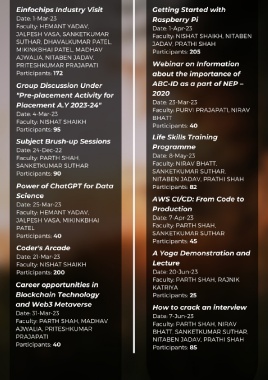 Einfochips Industry Visit
Date: 1-Mar-23
Faculty: HEMANT YADAV,
JALPESH VASA, SANKETKUMAR
SUTHAR, DHAVALKUMAR PATEL
MIKINKBHAI PATEL, MADHAV
AJWALIA, NITABEN JADAV,
PRITESHKUMAR PRAJAPATI
Participants: 172
Group Discussion Under
"Pre-placement Activity for
Placement A.Y 2023-24"
Date: 4-Mar-23
Faculty: NISHAT SHAIKH
Participants: 95
Subject Brush-up Sessions
Date: 24-Dec-22
Faculty: PARTH SHAH,
SANKETKUMAR SUTHAR
Participants: 90
Power of ChatGPT for Data
Science
Date: 25-Mar-23
Faculty: HEMANT YADAV,
JALPESH VASA, MIKINKBHAI
PATEL
Participants: 40
Coder's Arcade
Date: 21-Mar-23
Faculty: NISHAT SHAIKH
Participants: 200
Career opportunities in
Blockchain Technology
and Web3 Metaverse
Date: 31-Mar-23
Faculty: PARTH SHAH, MADHAV
AJWALIA, PRITESHKUMAR
PRAJAPATI
Participants: 40
Getting Started with
Raspberry Pi
Date: 1-Apr-23
Faculty: NISHAT SHAIKH, NITABEN
JADAV, PRATHI SHAH
Participants: 205
Webinar on Information
about the importance of
ABC-ID as a part of NEP –
2020
Date: 23-Mar-23
Faculty: PURVI PRAJAPATI, NIRAV
BHATT
Participants: 40
Life Skills Training
Programme
Date: 8-May-23
Faculty: NIRAV BHATT,
SANKETKUMAR SUTHAR,
NITABEN JADAV, PRATHI SHAH
Participants: 82
AWS CI/CD: From Code to
Production
Date: 7-Apr-23
Faculty: PARTH SHAH,
SANKETKUMAR SUTHAR
Participants: 45
A Yoga Demonstration and
Lecture
Date: 20-Jun-23
Faculty: PARTH SHAH, RAJNIK
KATRIYA
Participants: 25
How to crack an interview
Date: 7-Jun-23
Faculty: PARTH SHAH, NIRAV
BHATT, SANKETKUMAR SUTHAR,
NITABEN JADAV, PRATHI SHAH
Participants: 85